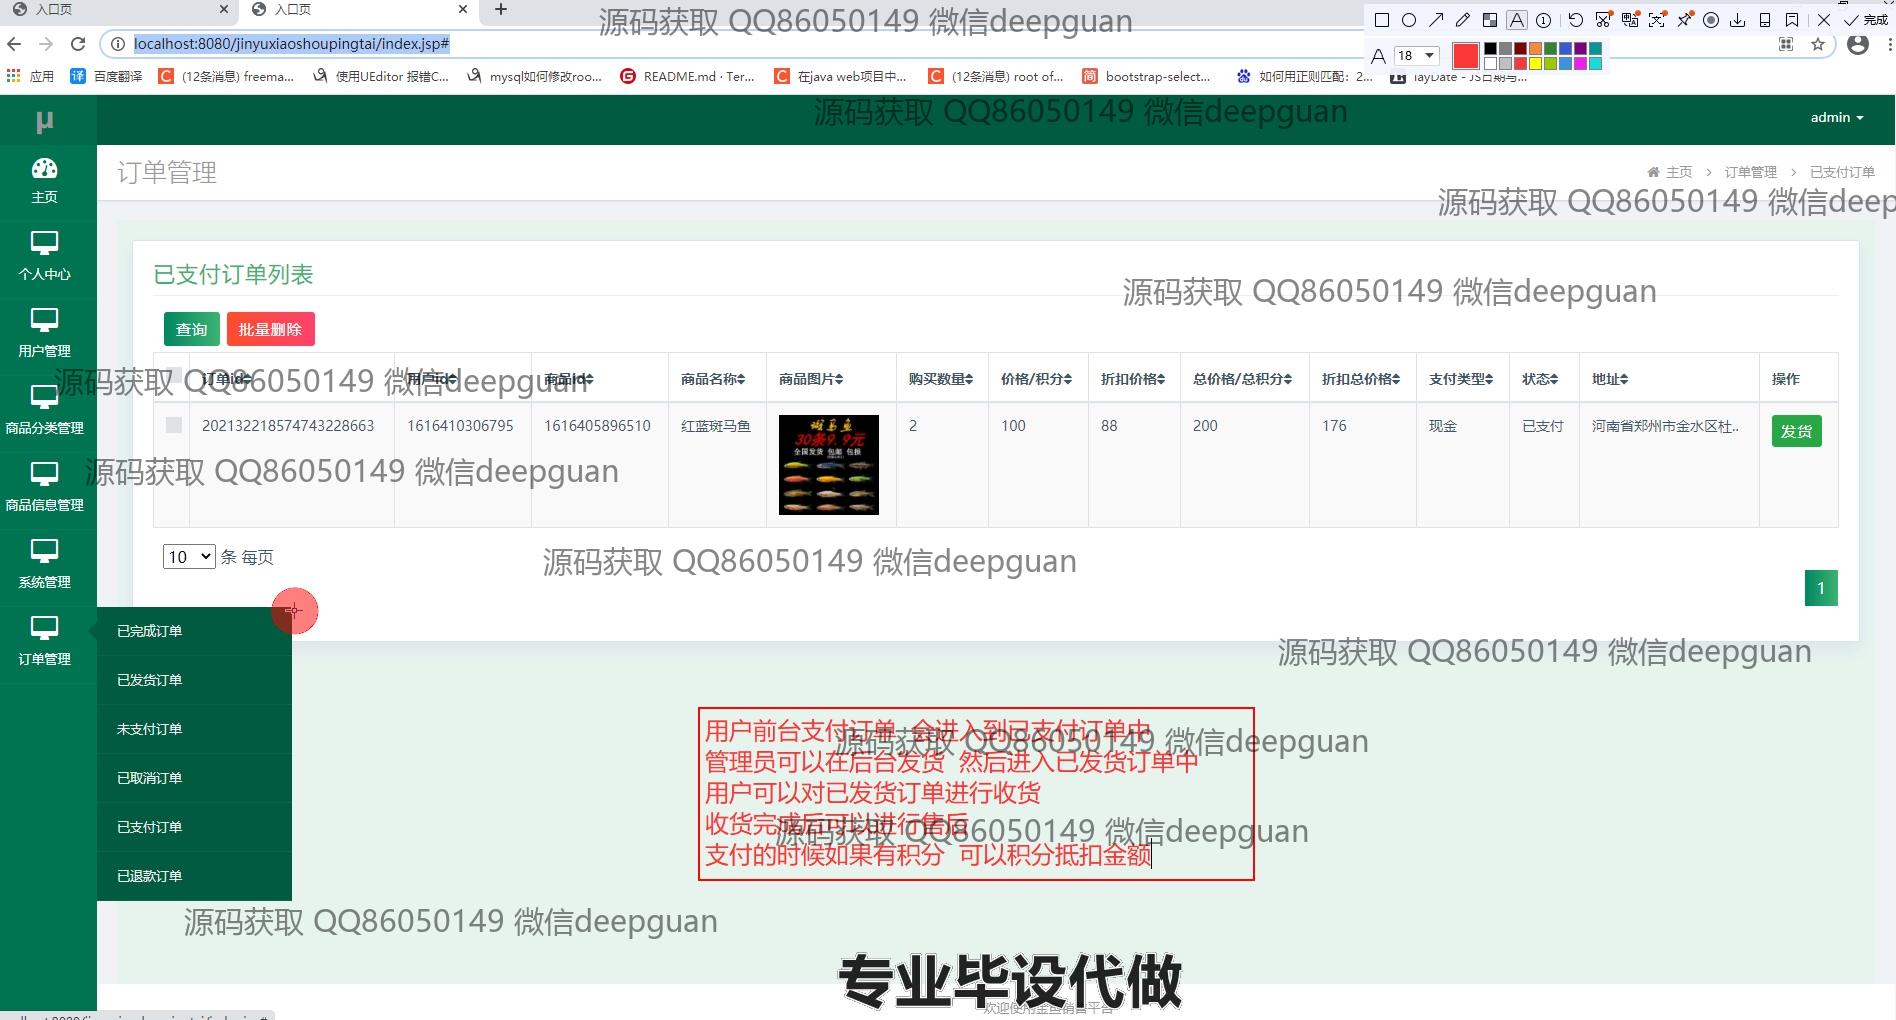 入口页
入口页
源码获取 QQ86050149 微信deepguan
完成
localhost:8080/jinyuxiaoshoupingtai/index.jsp#
A 18
应用
百度翻译
(12条消息) freema...
使用UEditor 报错C...
mysql如何修改roo...
README.md · Ter...
在java web项目中...
(12条消息) root of...
bootstrap-select...
如何用正则匹配：2...
layDate - JS日期与...
源码获取 QQ86050149 微信deepguan
μ
admin
订单管理
主页 > 订单管理 > 已支付订单
源码获取 QQ86050149 微信deep
主页
个人中心
用户管理
商品分类管理
商品信息管理
系统管理
订单管理
已支付订单列表
源码获取 QQ86050149 微信deepguan
查询 批量删除
订单id 用户id 商品id 商品名称 商品图片 购买数量 价格/积分 折扣价格 总价格/总积分 折扣总价格 支付类型 状态 地址 操作
源码获取 QQ86050149 微信deepguan
202132218574743228663 1616410306795 1616405896510 红蓝斑马鱼 2 100 88 200 176 现金 已支付 河南省郑州市金水区杜.. 发货
斑马鱼
30条9.9元
全国发货 包邮 包损
源码获取 QQ86050149 微信deepguan
10 条 每页
源码获取 QQ86050149 微信deepguan
1
已完成订单
已发货订单
未支付订单
已取消订单
已支付订单
已退款订单
源码获取 QQ86050149 微信deepguan
用户前台支付订单 会进入到已支付订单中
源码获取 QQ86050149 微信deepguan
管理员可以在后台发货 然后进入已发货订单中
用户可以对已发货订单进行收货
收货完成后可以进行售后
源码获取 QQ86050149 微信deepguan
支付的时候如果有积分 可以积分抵扣金额
源码获取 QQ86050149 微信deepguan
专业毕设代做
欢迎使用金鱼销售平台